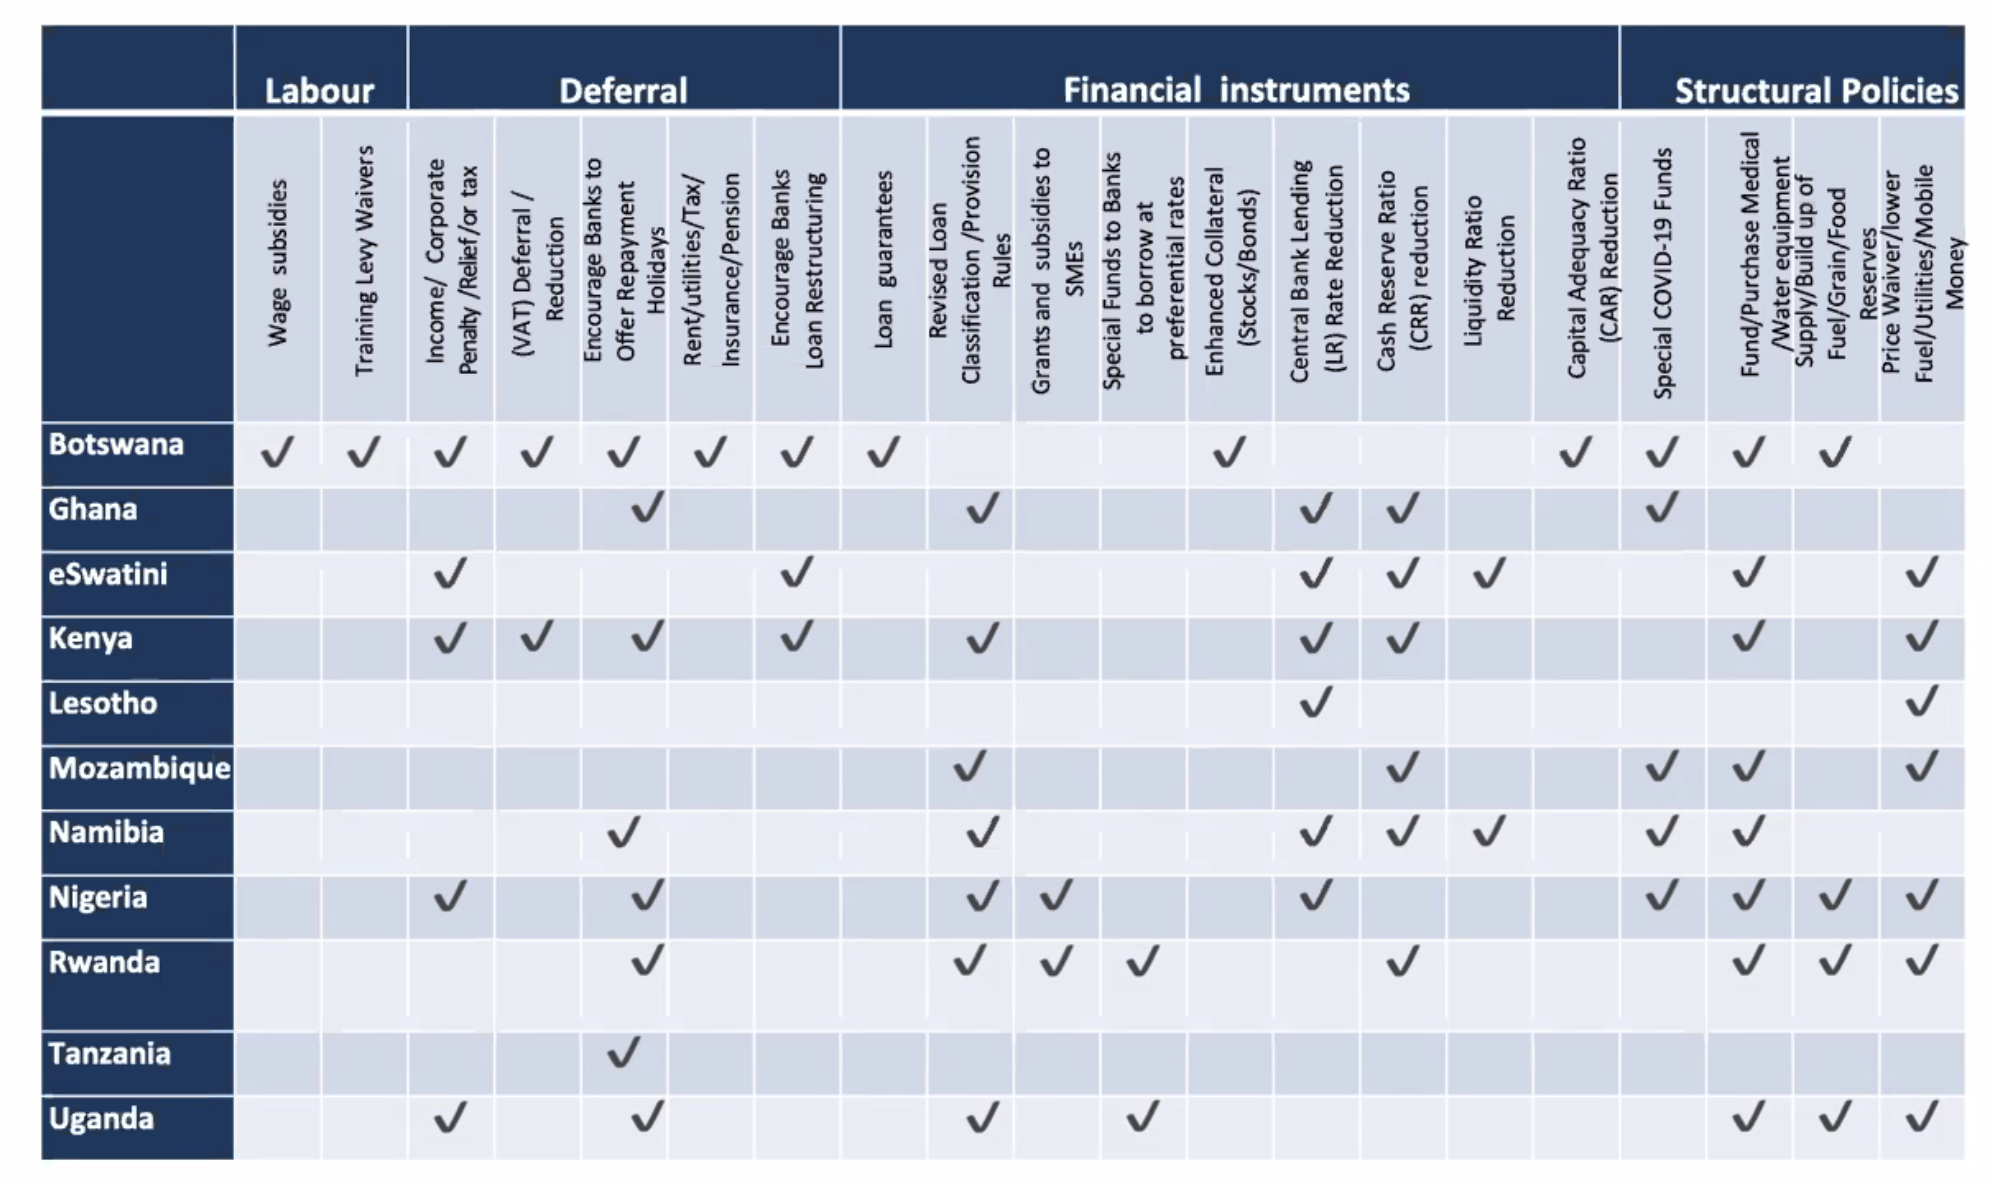 Labour Deferral Financial instruments Structural Policies
Wage subsidies
Training Levy Waivers
Income/ Corporate
Penalty /Relief/or tax
(VAT) Deferral /
Reduction
Encourage Banks to
Offer Repayment
Holidays
Rent/utilities/Tax/
Insurance/Pension
Encourage Banks
Loan Restructuring
Loan guarantees
Revised Loan
Classification /Provision
Rules
Grants and subsidies to
SMEs
Special Funds to Banks
to borrow at
preferential rates
Enhanced Collateral
(Stocks/Bonds)
Central Bank Lending
(LR) Rate Reduction
Cash Reserve Ratio
(CRR) reduction
Liquidity Ratio
Reduction
Capital Adequacy Ratio
(CAR) Reduction
Special COVID-19 Funds
Fund/Purchase Medical
/Water equipment
Supply/Build up of
Fuel/Grain/Food
Reserves
Price Waiver/lower
Fuel/Utilities/Mobile
Money
Botswana ✓ ✓ ✓ ✓ ✓ ✓ ✓ ✓ ✓ ✓ ✓ ✓ ✓
Ghana ✓ ✓ ✓ ✓ ✓
eSwatini ✓ ✓ ✓ ✓ ✓ ✓ ✓
Kenya ✓ ✓ ✓ ✓ ✓ ✓ ✓ ✓ ✓
Lesotho ✓ ✓
Mozambique ✓ ✓ ✓ ✓ ✓
Namibia ✓ ✓ ✓ ✓ ✓ ✓ ✓
Nigeria ✓ ✓ ✓ ✓ ✓ ✓ ✓ ✓ ✓
Rwanda ✓ ✓ ✓ ✓ ✓ ✓ ✓ ✓
Tanzania ✓
Uganda ✓ ✓ ✓ ✓ ✓ ✓ ✓